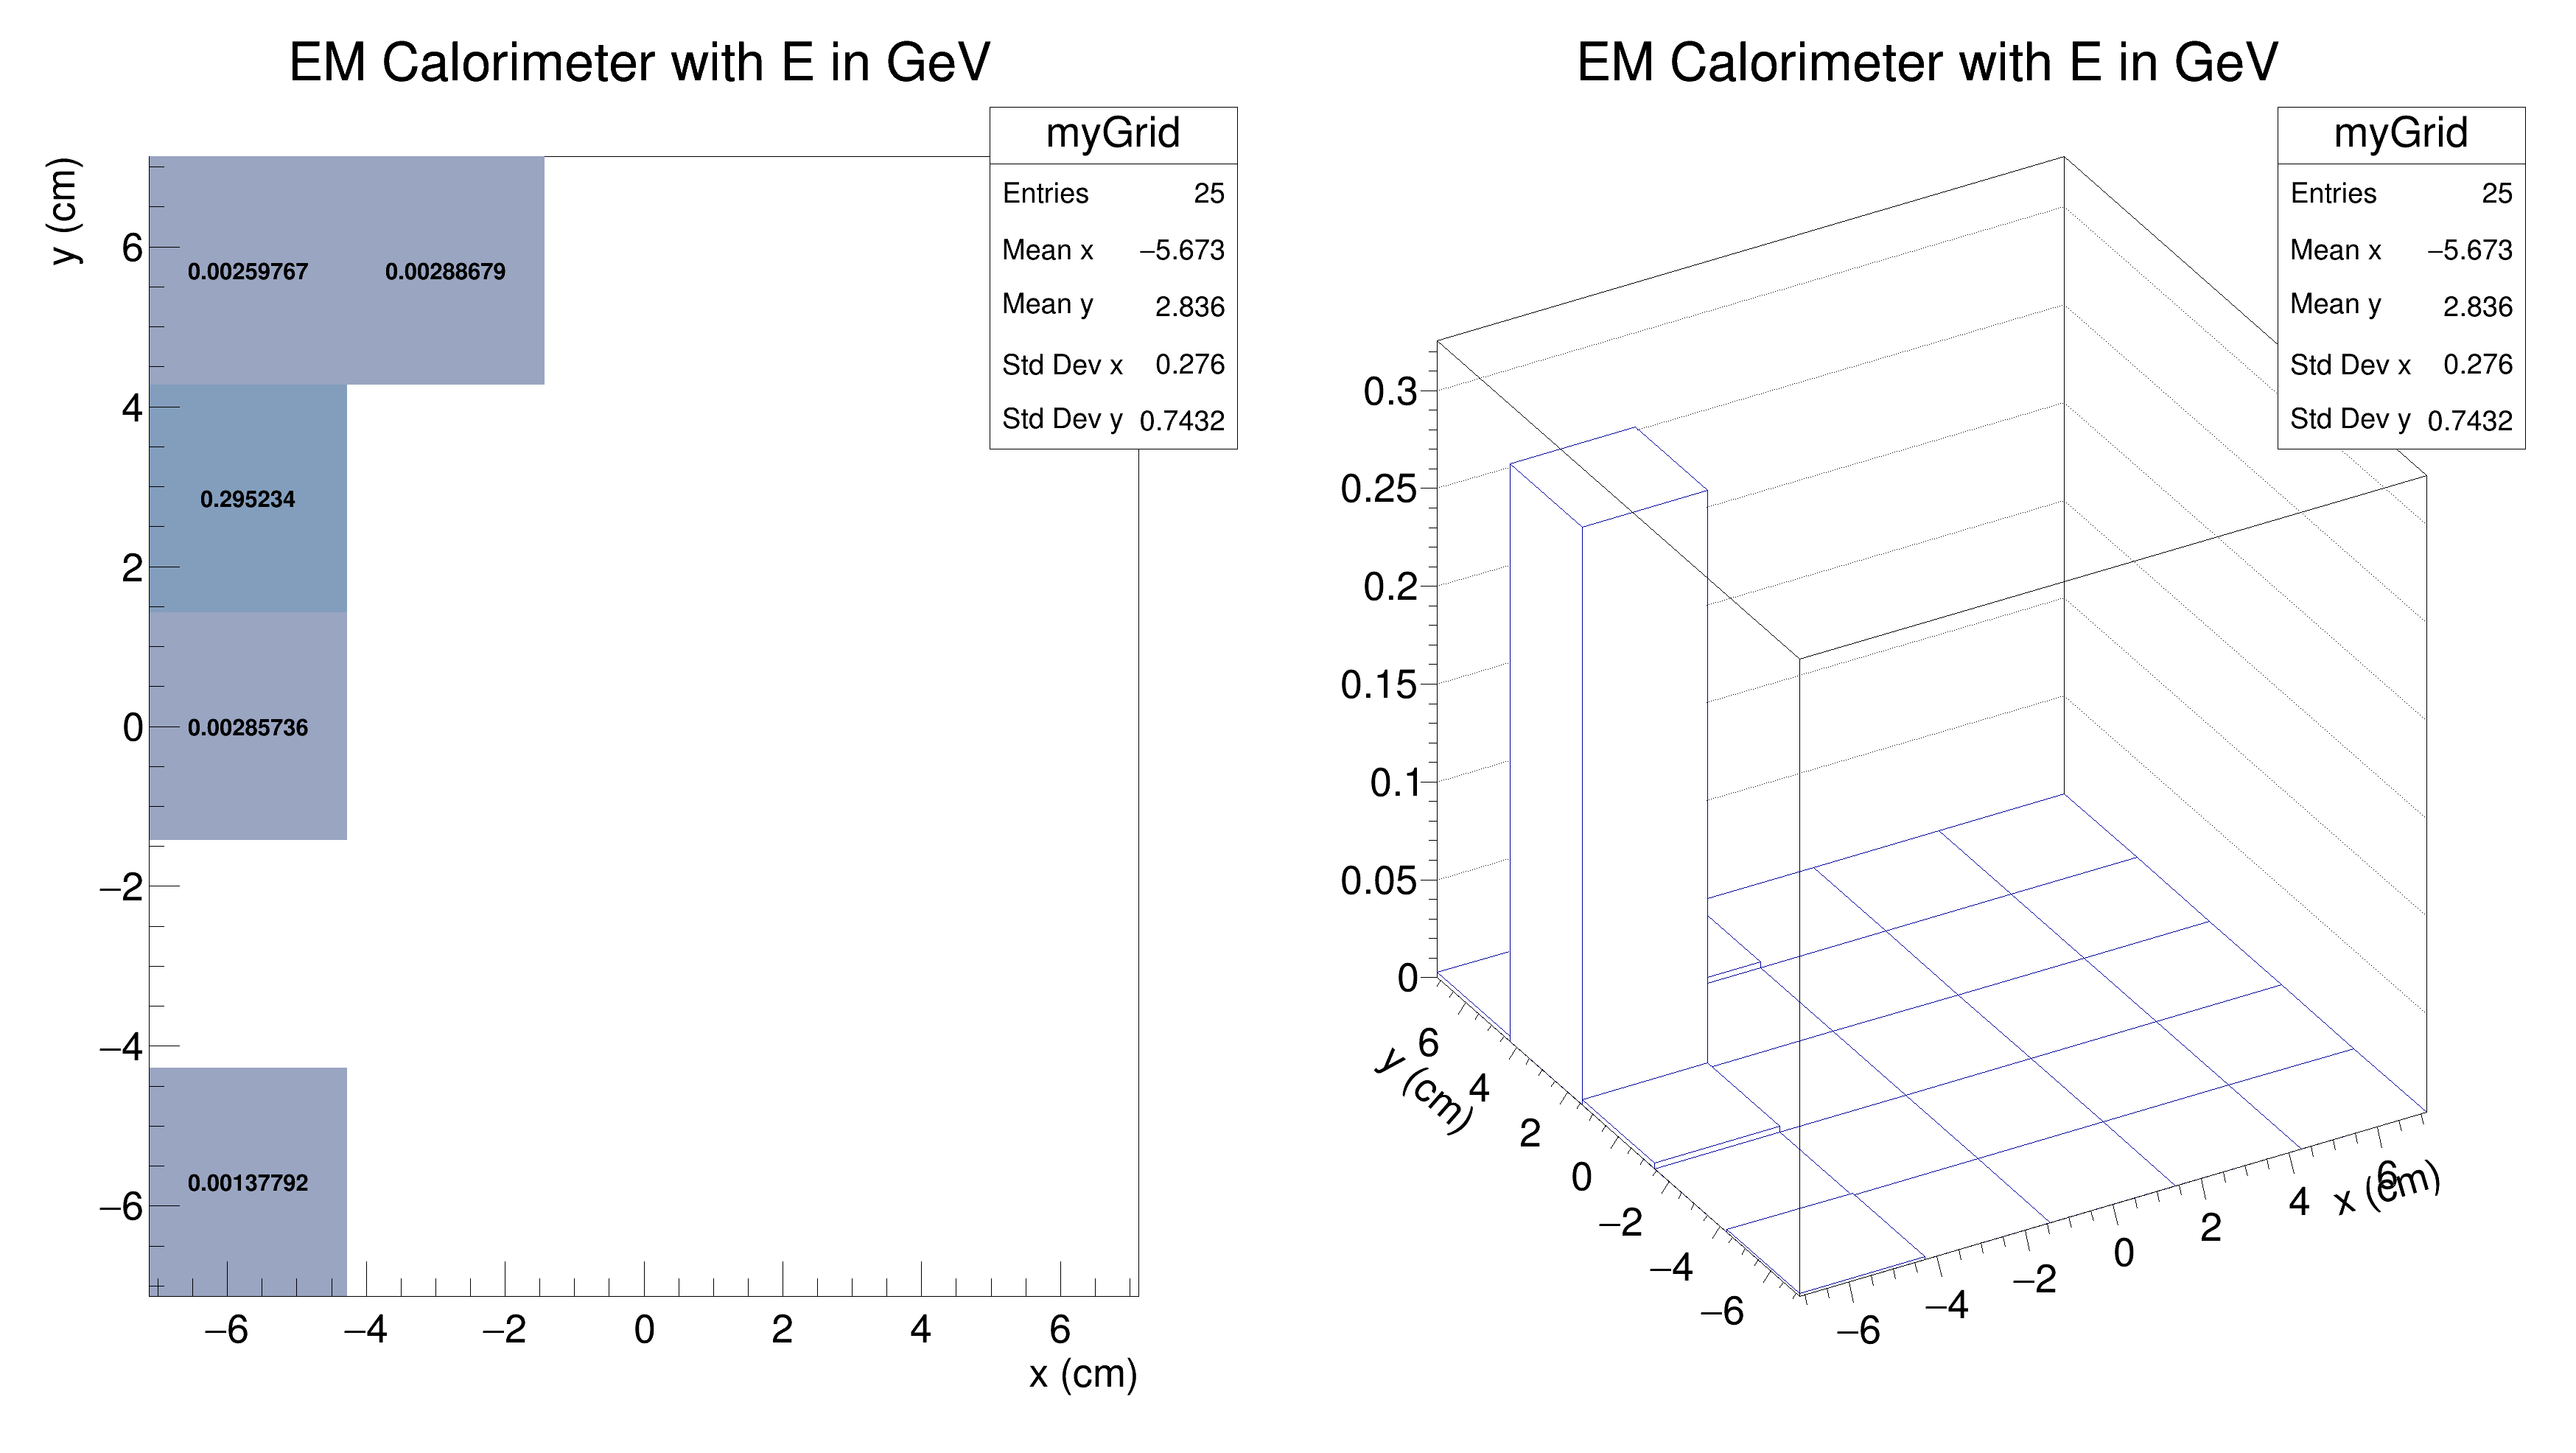 EM Calorimeter with E in GeV
myGrid
Entries 25
Mean x −5.673
Mean y 2.836
Std Dev x 0.276
Std Dev y 0.7432
y (cm)
6
4
2
0
−2
−4
−6
0.00259767 0.00288679
0.295234
0.00285736
0.00137792
−6 −4 −2 0 2 4 6
x (cm)
EM Calorimeter with E in GeV
myGrid
Entries 25
Mean x −5.673
Mean y 2.836
Std Dev x 0.276
Std Dev y 0.7432
0.3
0.25
0.2
0.15
0.1
0.05
0
y (cm)
6
4
2
0
−2
−4
−6
−6 −4 −2 0 2 4 6
x (cm)